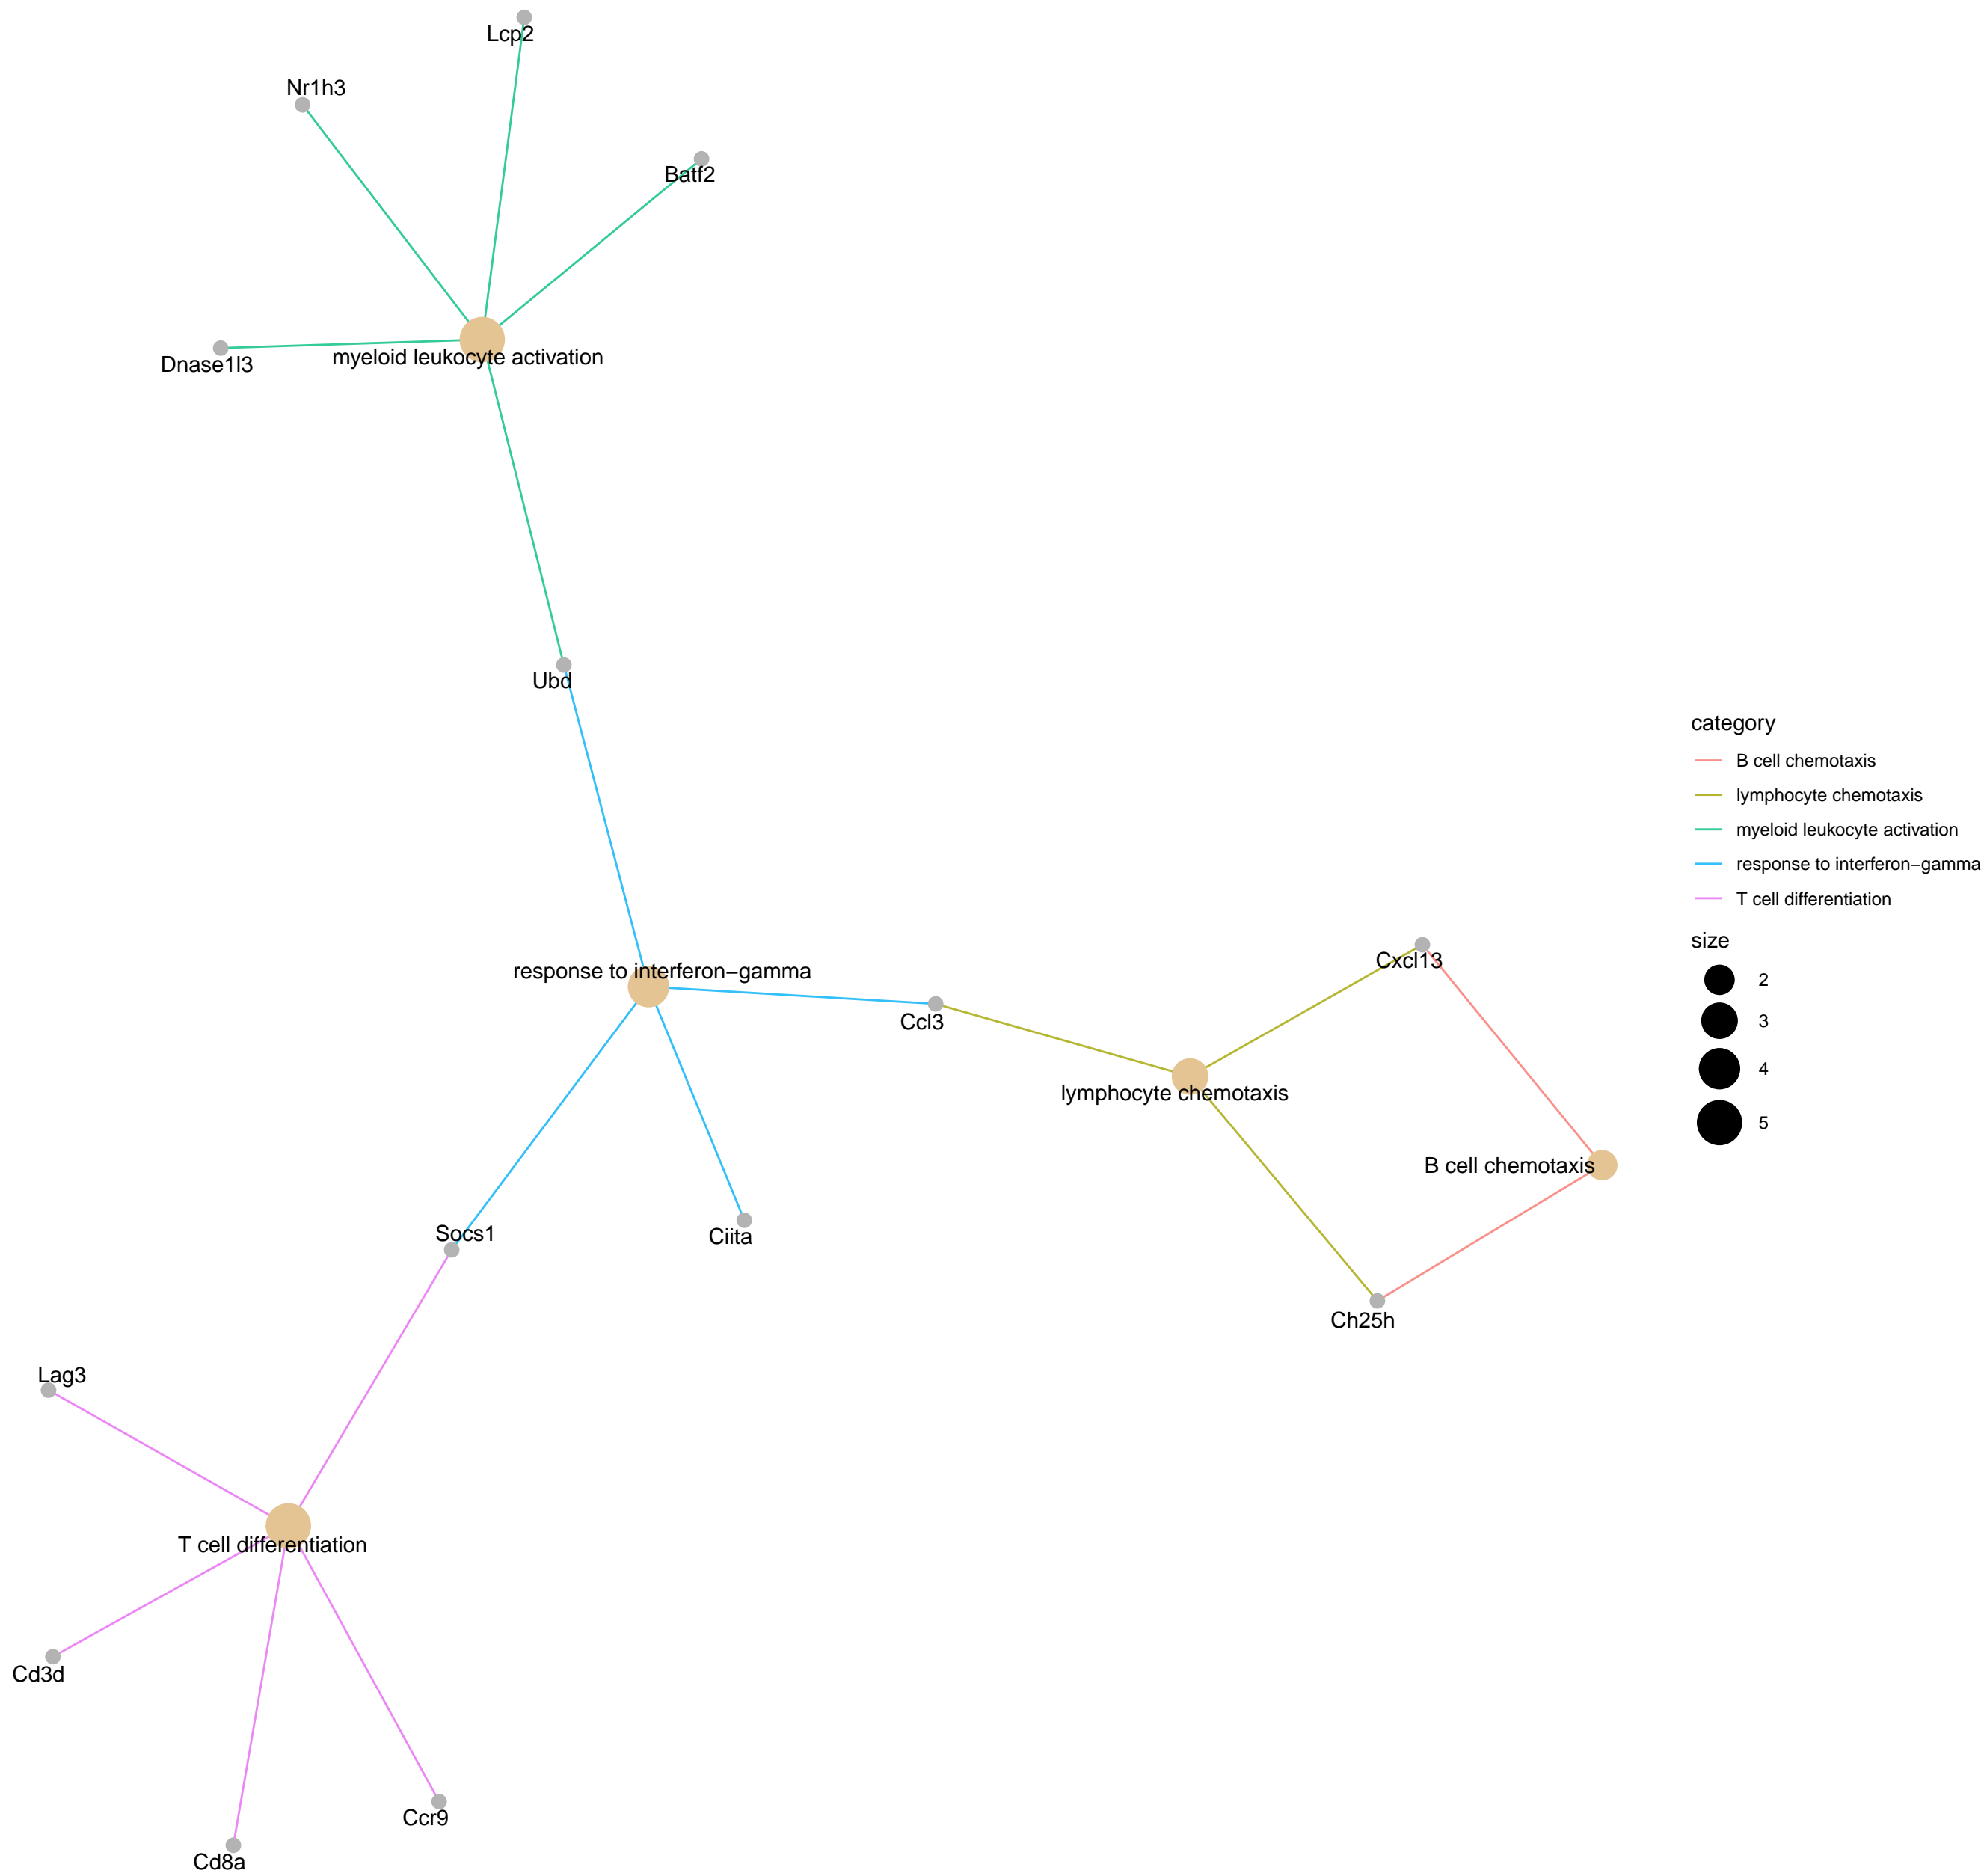 Lcp2
Nr1h3
Batf2
myeloid leukocyte activation
Dnase1l3
Ubd
category
B cell chemotaxis
lymphocyte chemotaxis
myeloid leukocyte activation
response to interferon−gamma
T cell differentiation
size
2
3
4
5
Cxcl13
response to interferon−gamma
Ccl3
lymphocyte chemotaxis
B cell chemotaxis
Socs1
Ciita
Ch25h
Lag3
T cell differentiation
Cd3d
Ccr9
Cd8a